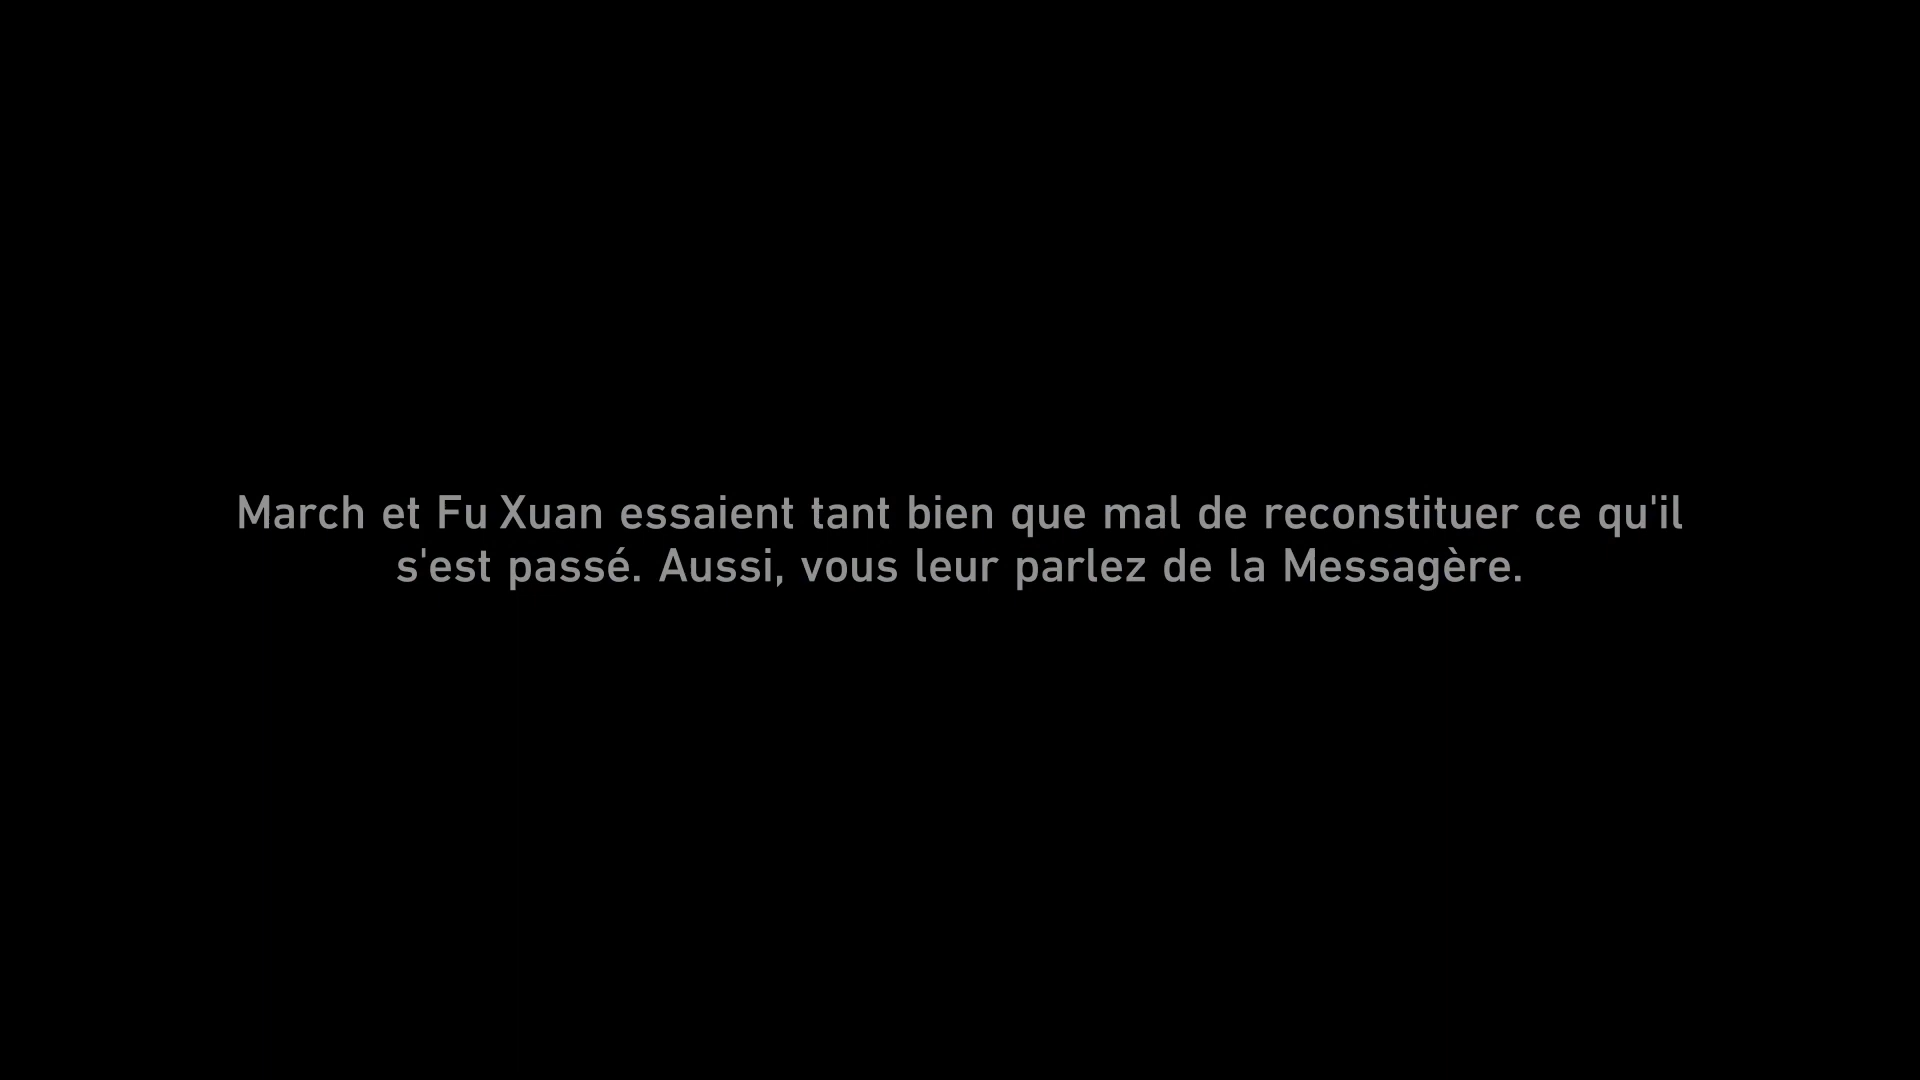 March et Fu Xuan essaient tant bien que mal de reconstituer ce qu'il
s'est passé. Aussi, vous leur parlez de la Messagère.